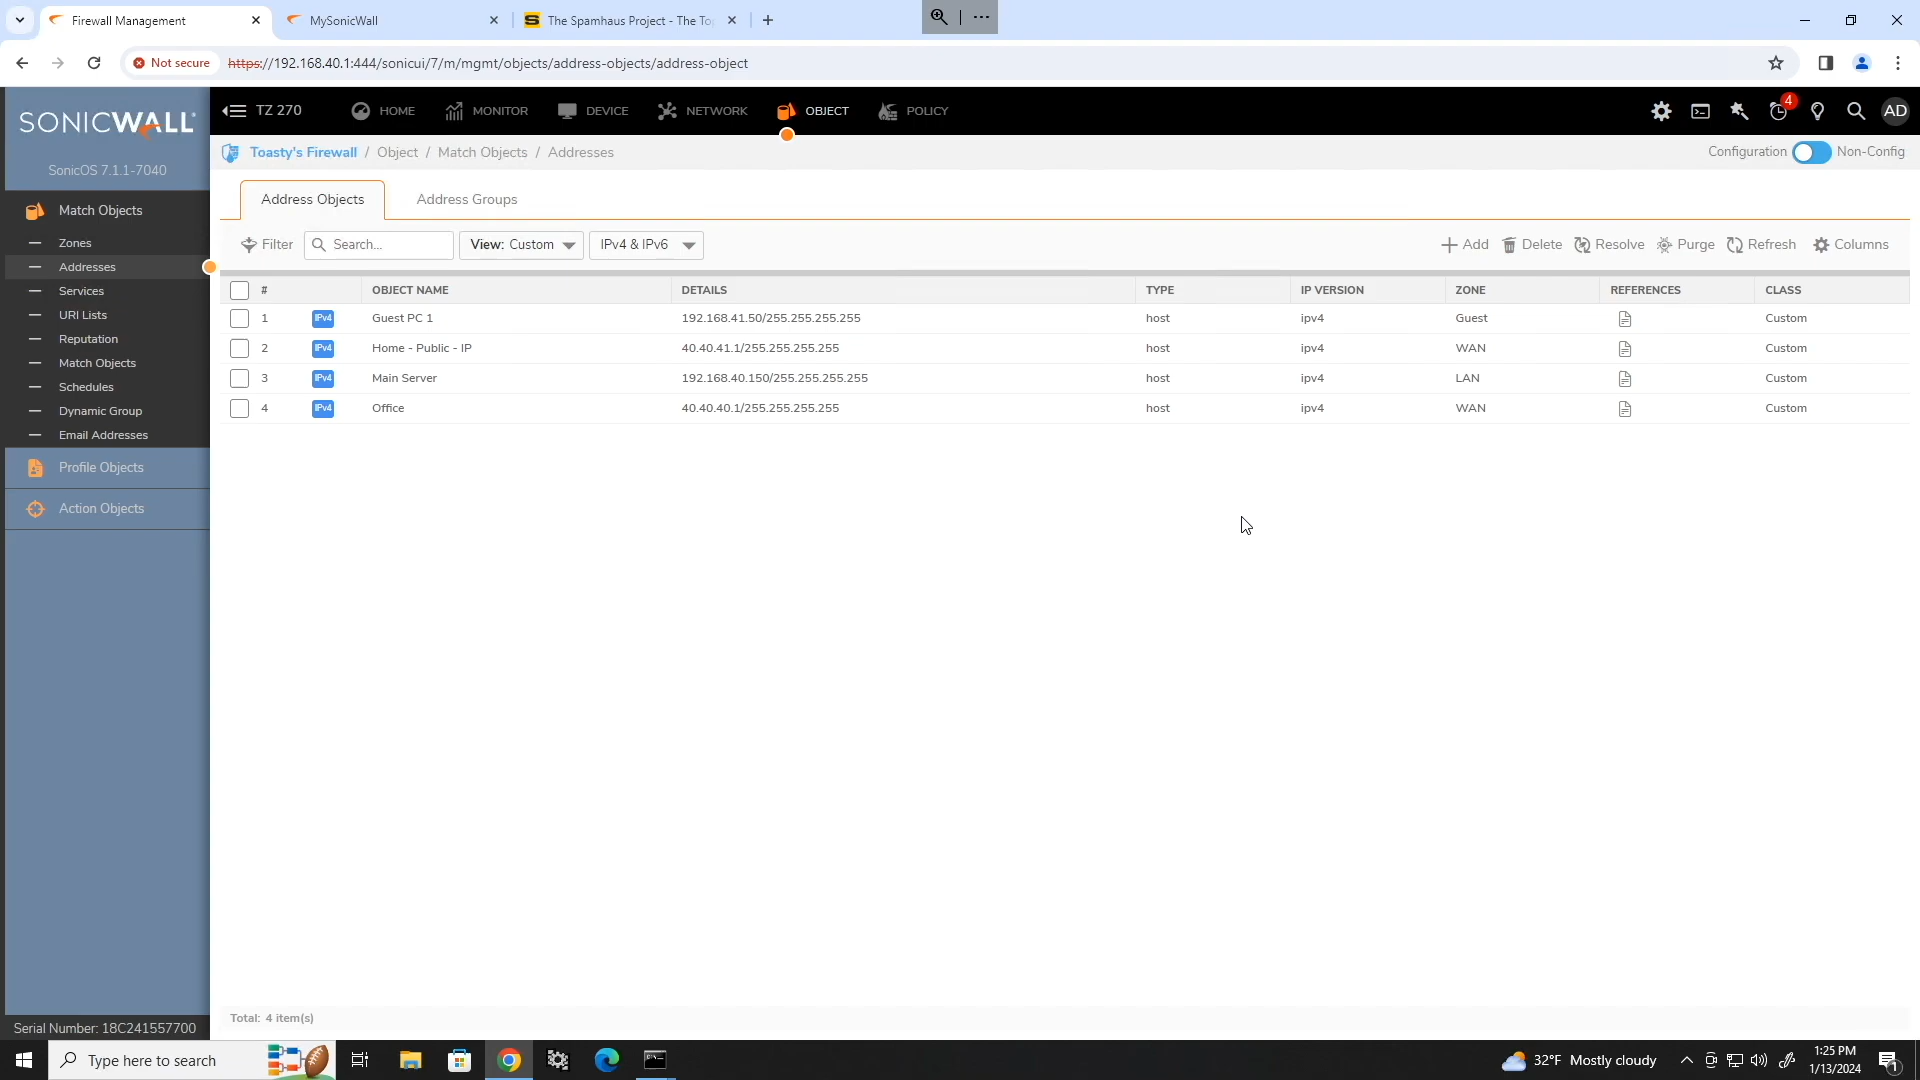 Firewall Management
MySonicWall
The Spamhaus Project - The To
Not secure
https://192.168.40.1:444/sonicui/7/m/mgmt/objects/address-objects/address-object
SONICWALL
SonicOS 7.1.1-7040
TZ 270
HOME
MONITOR
DEVICE
NETWORK
OBJECT
POLICY
4
AD
Toasty's Firewall / Object / Match Objects / Addresses
Configuration
Non-Config
Match Objects
Zones
Addresses
Services
URI Lists
Reputation
Match Objects
Schedules
Dynamic Group
Email Addresses
Profile Objects
Action Objects
Serial Number: 18C241557700
Address Objects
Address Groups
Filter
Search...
View: Custom
IPv4 & IPv6
Add
Delete
Resolve
Purge
Refresh
Columns
# OBJECT NAME DETAILS TYPE IP VERSION ZONE REFERENCES CLASS
1 IPv4 Guest PC 1 192.168.41.50/255.255.255.255 host ipv4 Guest Custom
2 IPv4 Home - Public - IP 40.40.41.1/255.255.255.255 host ipv4 WAN Custom
3 IPv4 Main Server 192.168.40.150/255.255.255.255 host ipv4 LAN Custom
4 IPv4 Office 40.40.40.1/255.255.255.255 host ipv4 WAN Custom
Total: 4 item(s)
Type here to search
32°F Mostly cloudy
1:25 PM
1/13/2024
1